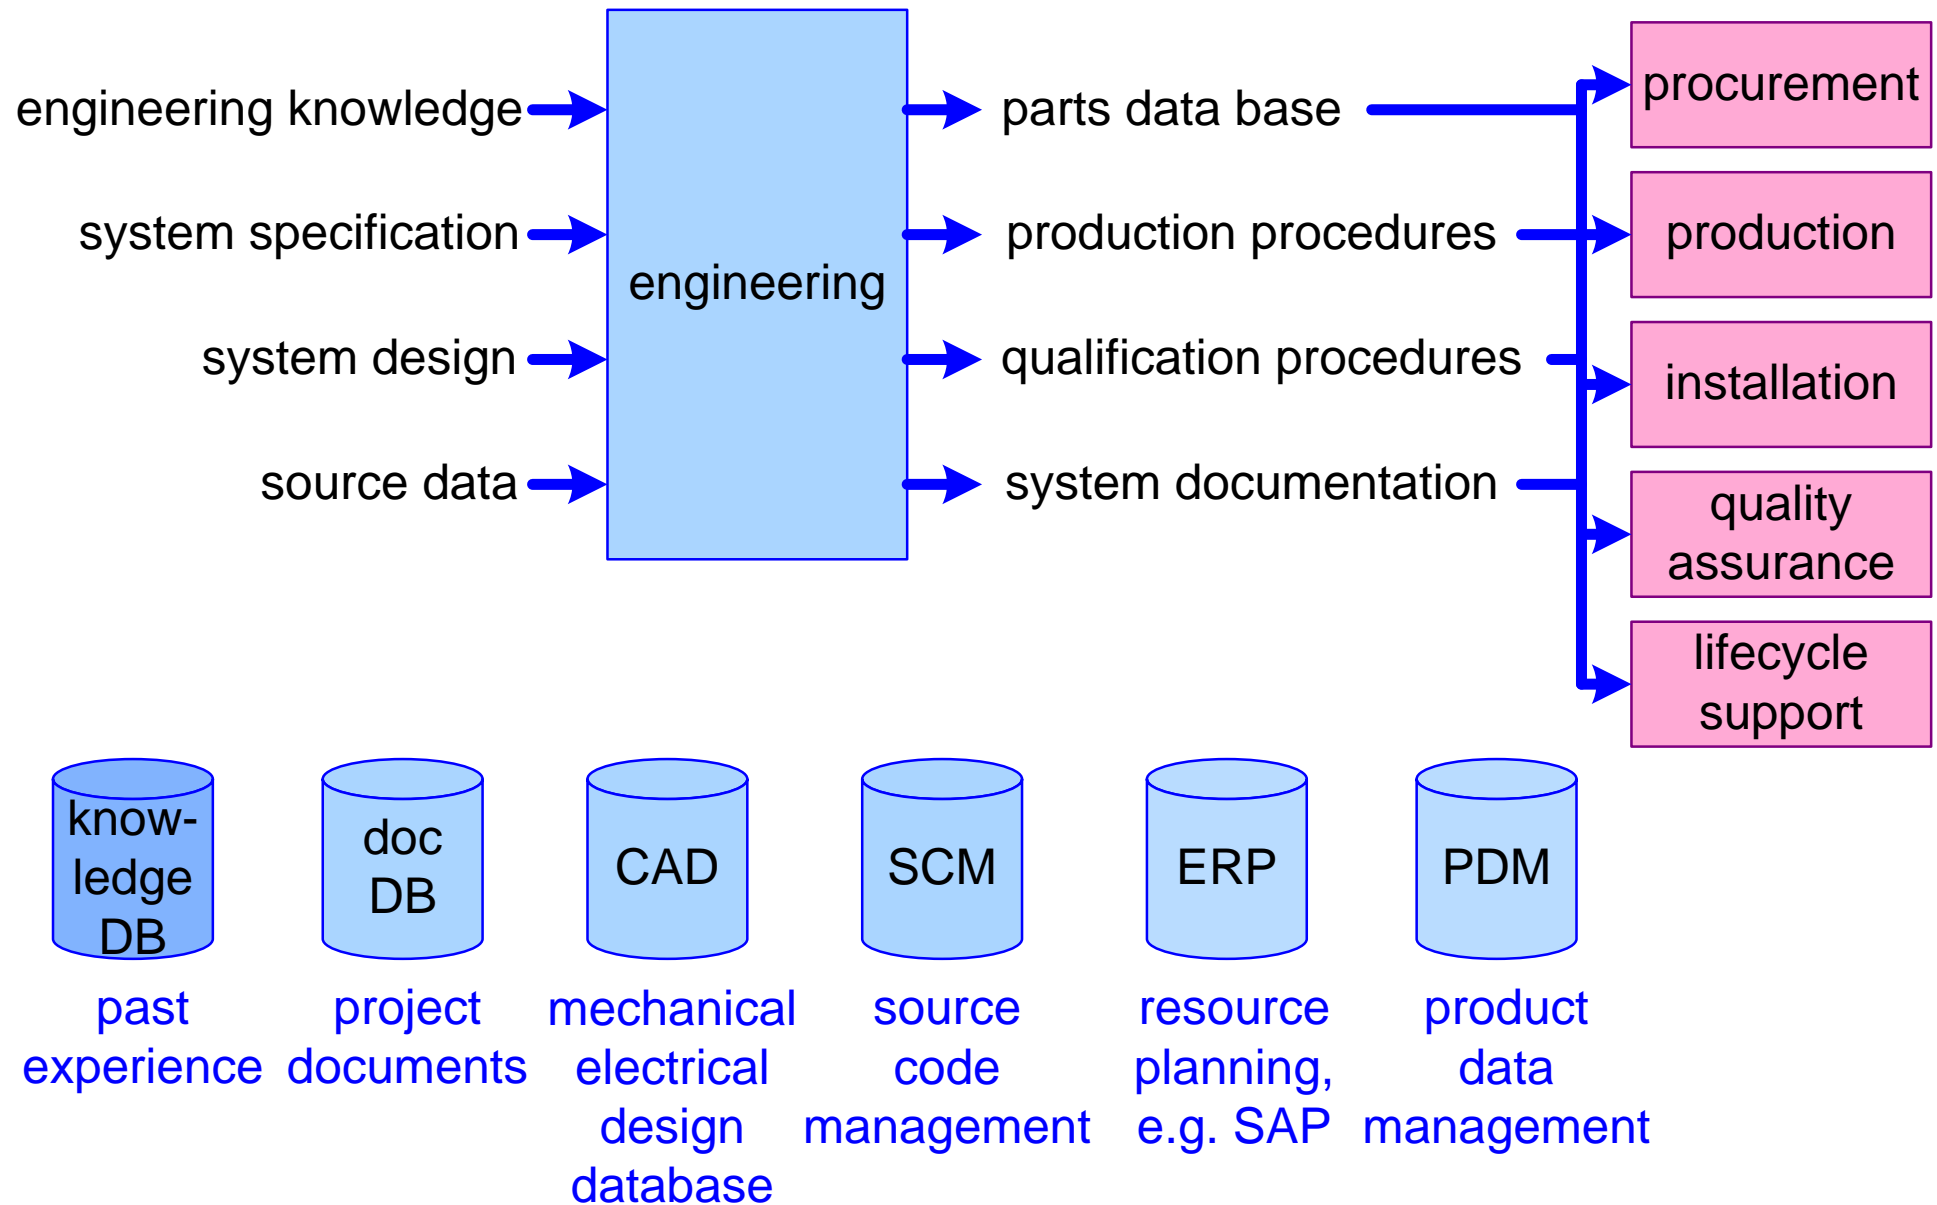 engineering knowledge
system specification
system design
source data
engineering
parts data base
production procedures
qualification procedures
system documentation
procurement
production
installation
quality
assurance
lifecycle
support
know-
ledge
DB
past
experience
doc
DB
project
documents
CAD
mechanical
electrical
design
database
SCM
source
code
management
ERP
resource
planning,
e.g. SAP
PDM
product
data
management